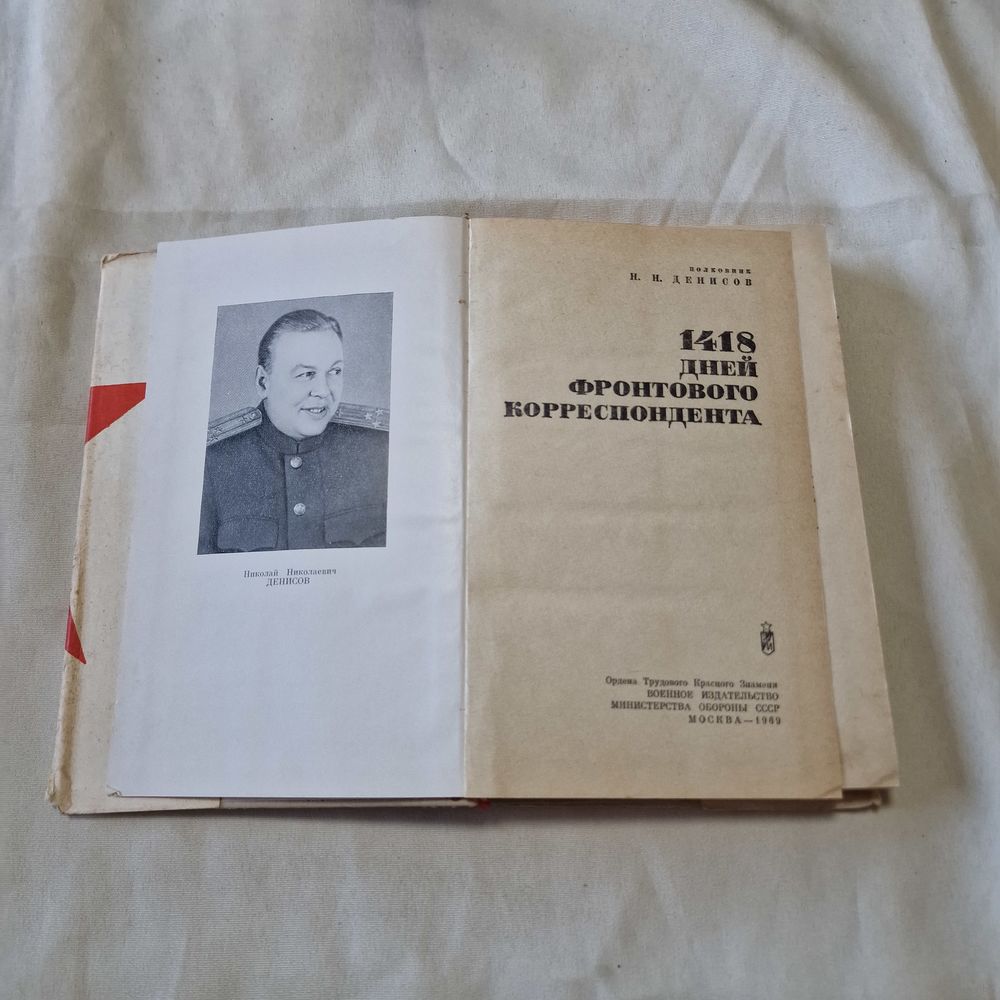 Николай Николаевич
ДЕНИСОВ
полковник
Н. Н. ДЕНИСОВ
1418
ДНЕЙ
ФРОНТОВОГО
КОРРЕСПОНДЕНТА
Ордена Трудового Красного Знамени
ВОЕННОЕ ИЗДАТЕЛЬСТВО
МИНИСТЕРСТВА ОБОРОНЫ СССР
МОСКВА—1969